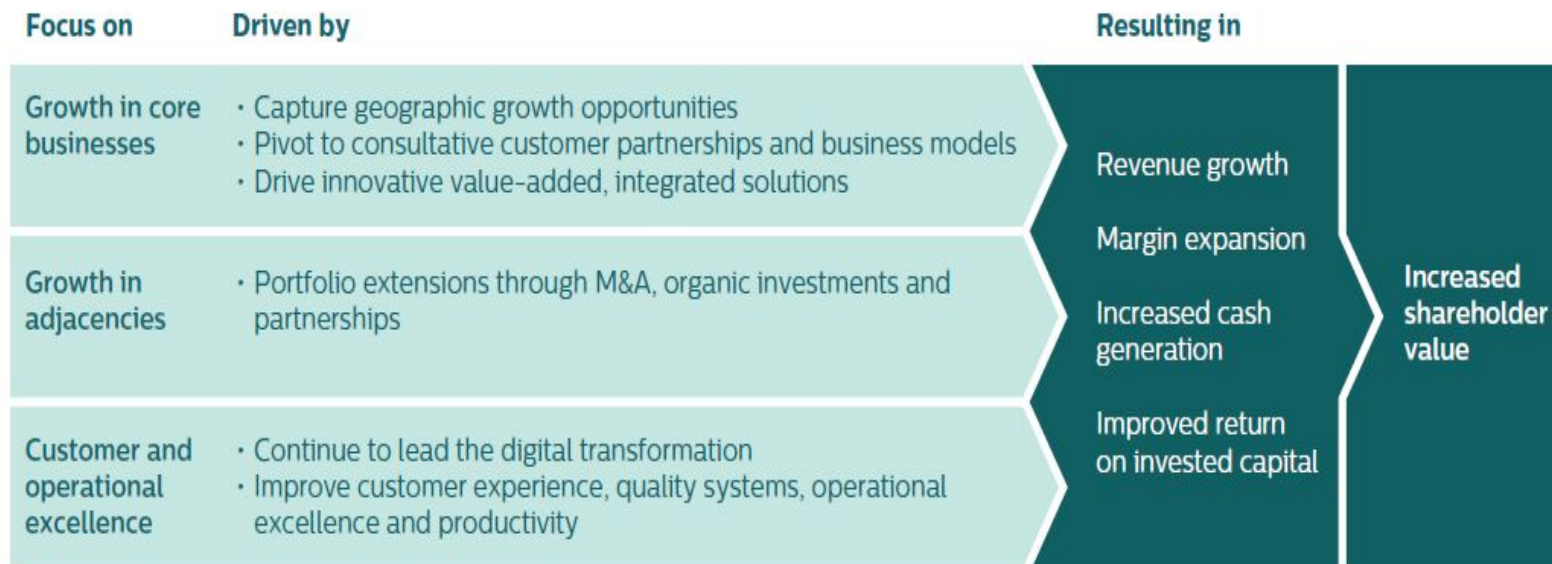 Focus on
Driven by
Resulting in
Growth in core
businesses
• Capture geographic growth opportunities
• Pivot to consultative customer partnerships and business models
• Drive innovative value-added, integrated solutions
Growth in
adjacencies
• Portfolio extensions through M&A, organic investments and
partnerships
Customer and
operational
excellence
• Continue to lead the digital transformation
• Improve customer experience, quality systems, operational
excellence and productivity
Revenue growth
Margin expansion
Increased cash
generation
Improved return
on invested capital
Increased
shareholder
value